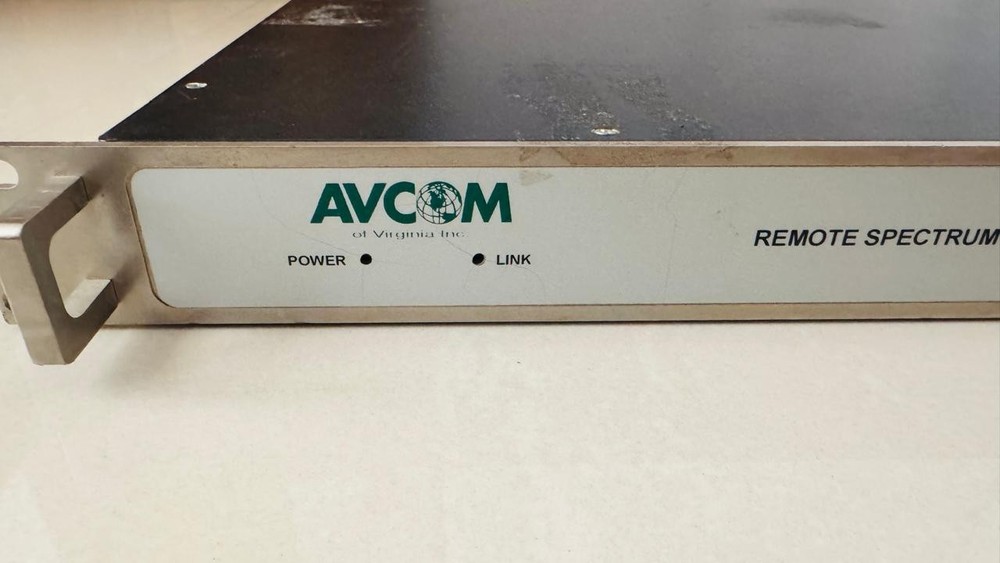 AVCOM
of Virginia Inc.
POWER
LINK
REMOTE SPECTRUM